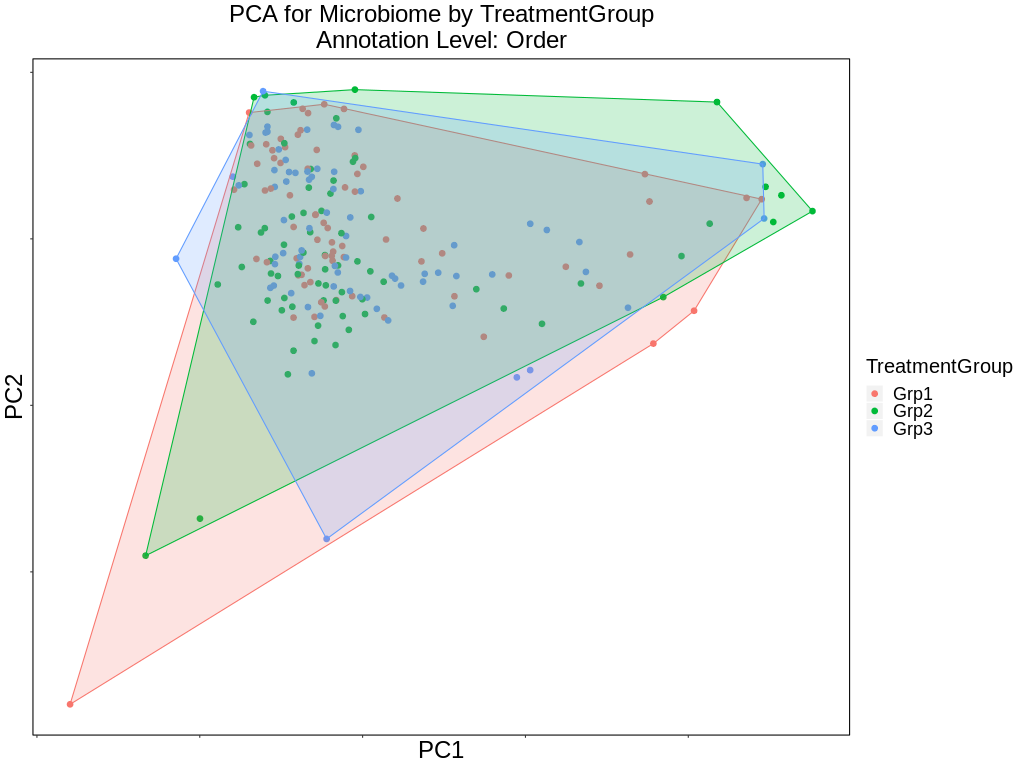 PCA for Microbiome by TreatmentGroup
Annotation Level: Order
PC2
PC1
TreatmentGroup
Grp1
Grp2
Grp3